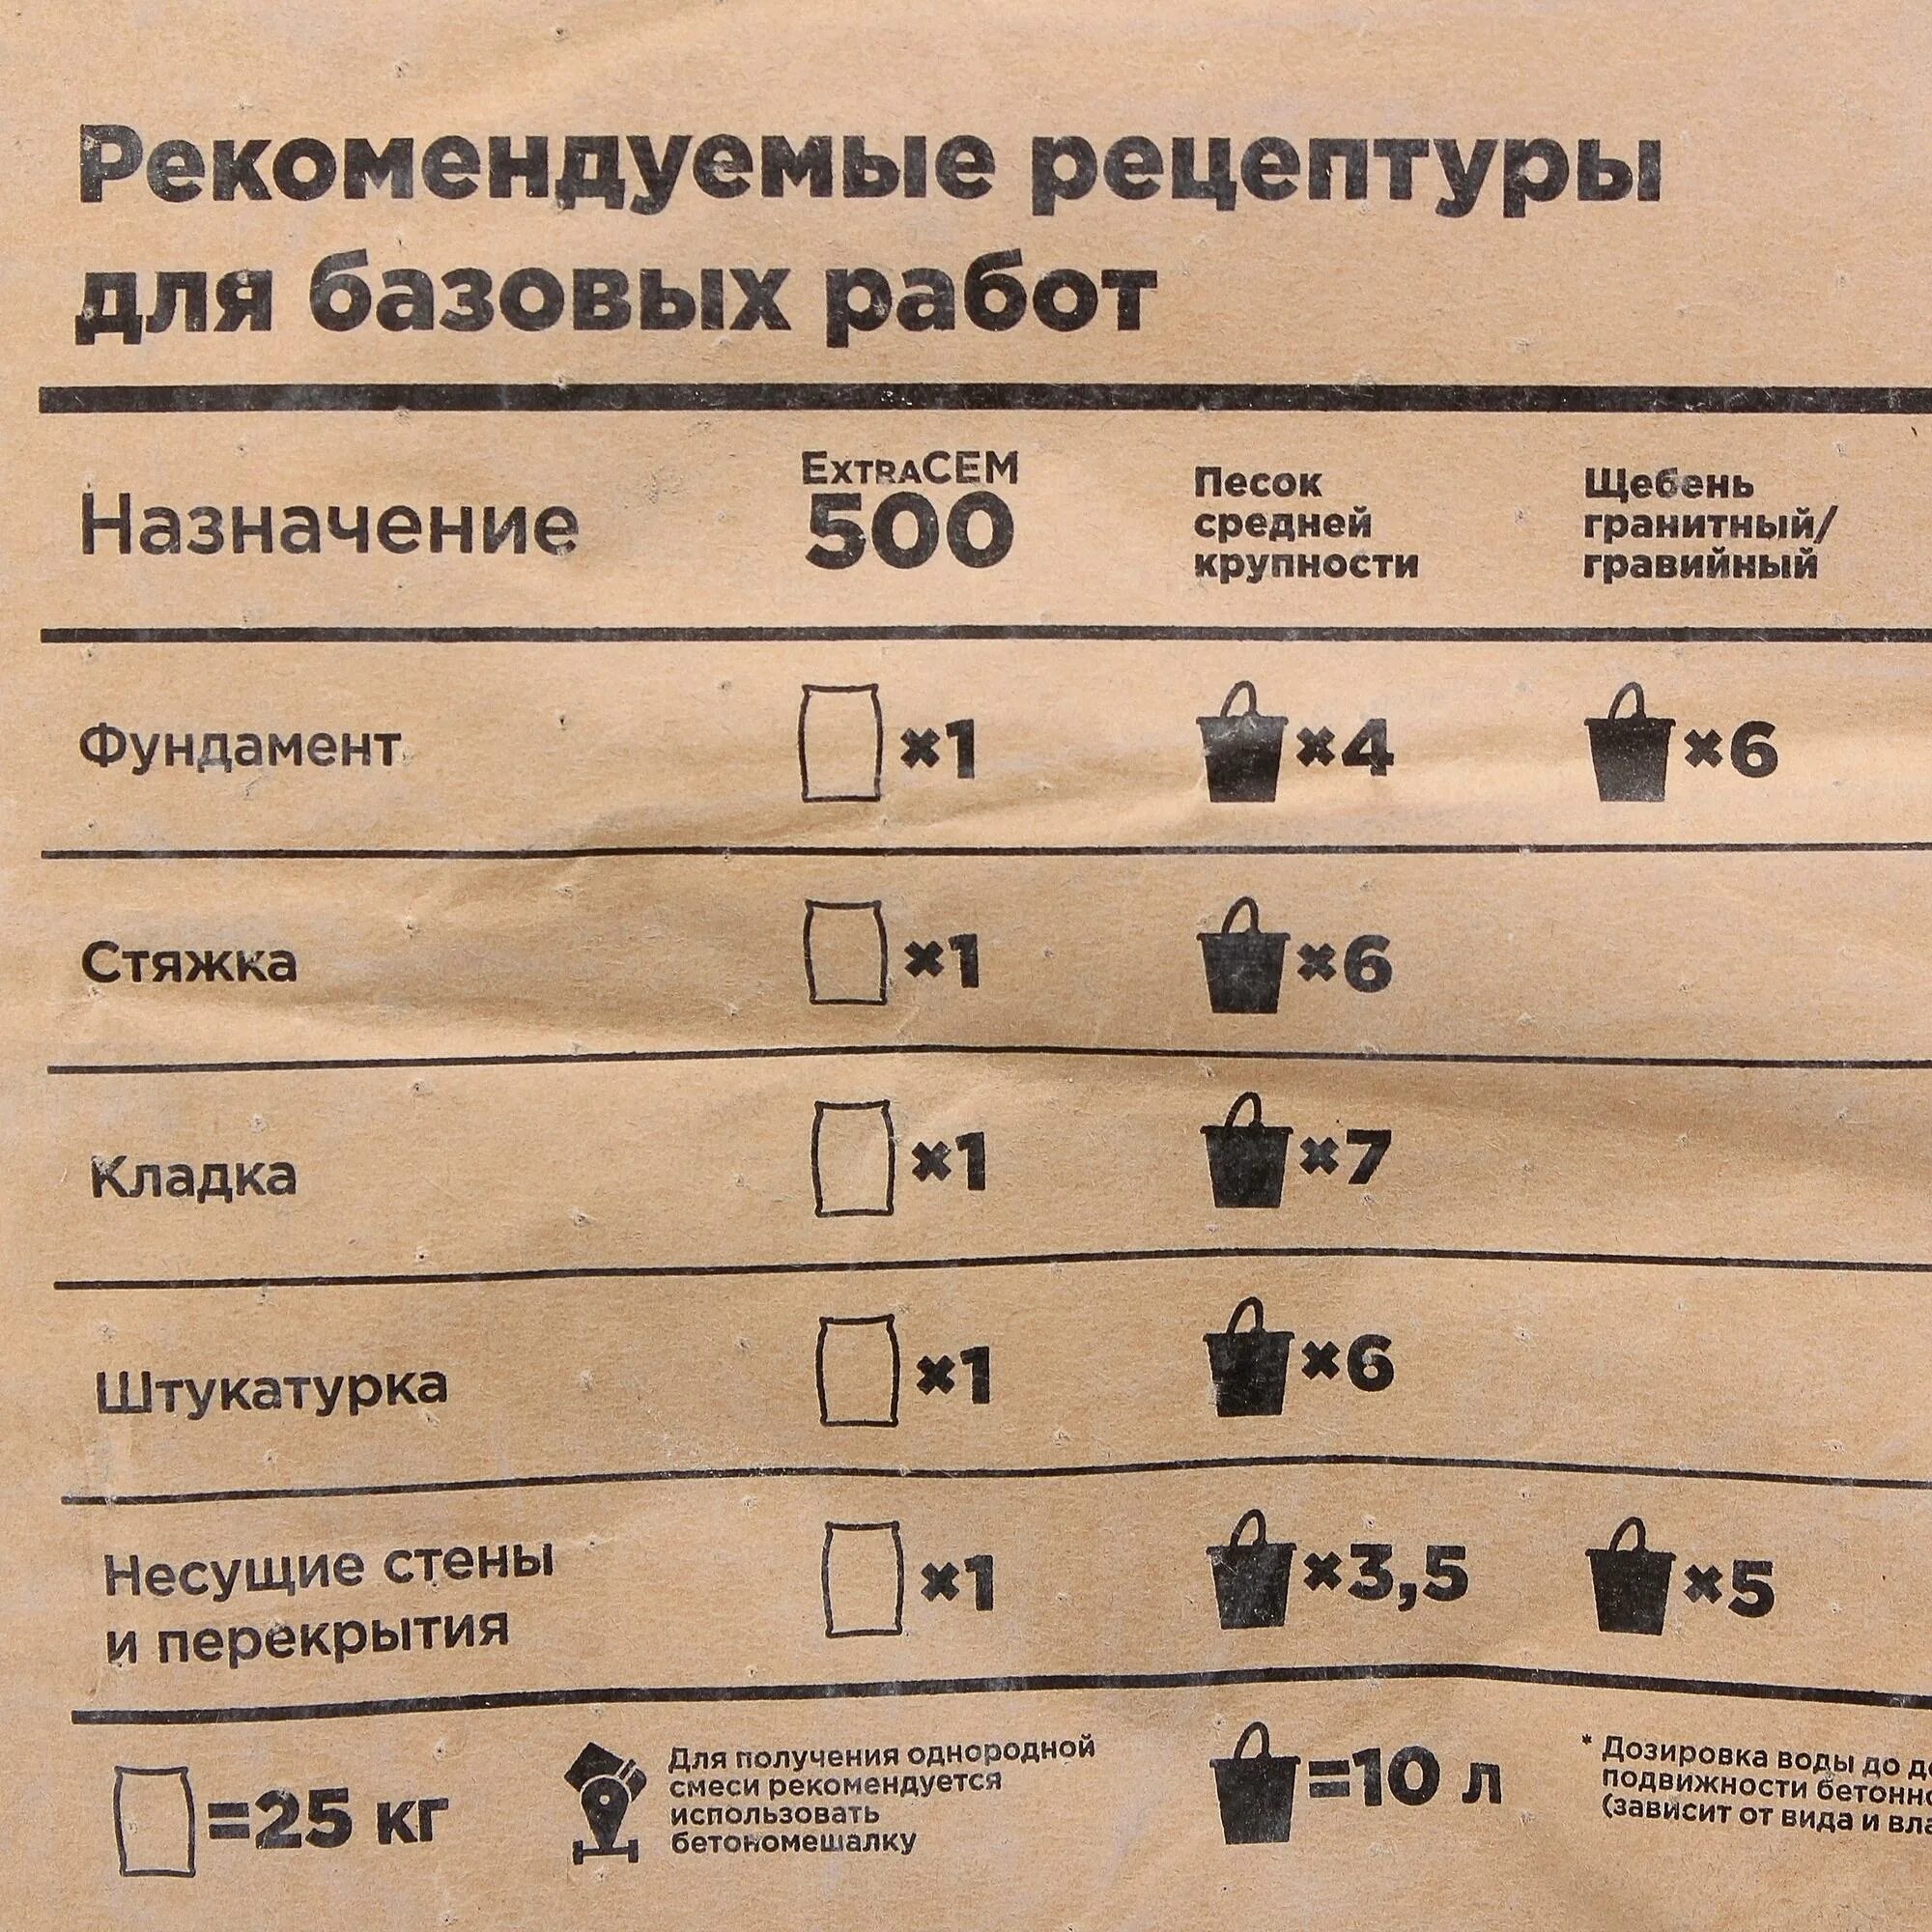 Рекомендуемые рецептуры
для базовых работ
Назначение
ExtraCEM
500
Песок
средней
крупности
Щебень
гранитный/
гравийный
Фундамент ×1 ×4 ×6
Стяжка ×1 ×6
Кладка ×1 ×7
Штукатурка ×1 ×6
Несущие стены
и перекрытия
×1 ×3,5 ×5
=25 кг
Для получения однородной
смеси рекомендуется
использовать
бетономешалку
=10 л
* Дозировка воды до
подвижности
(зависит от вида и